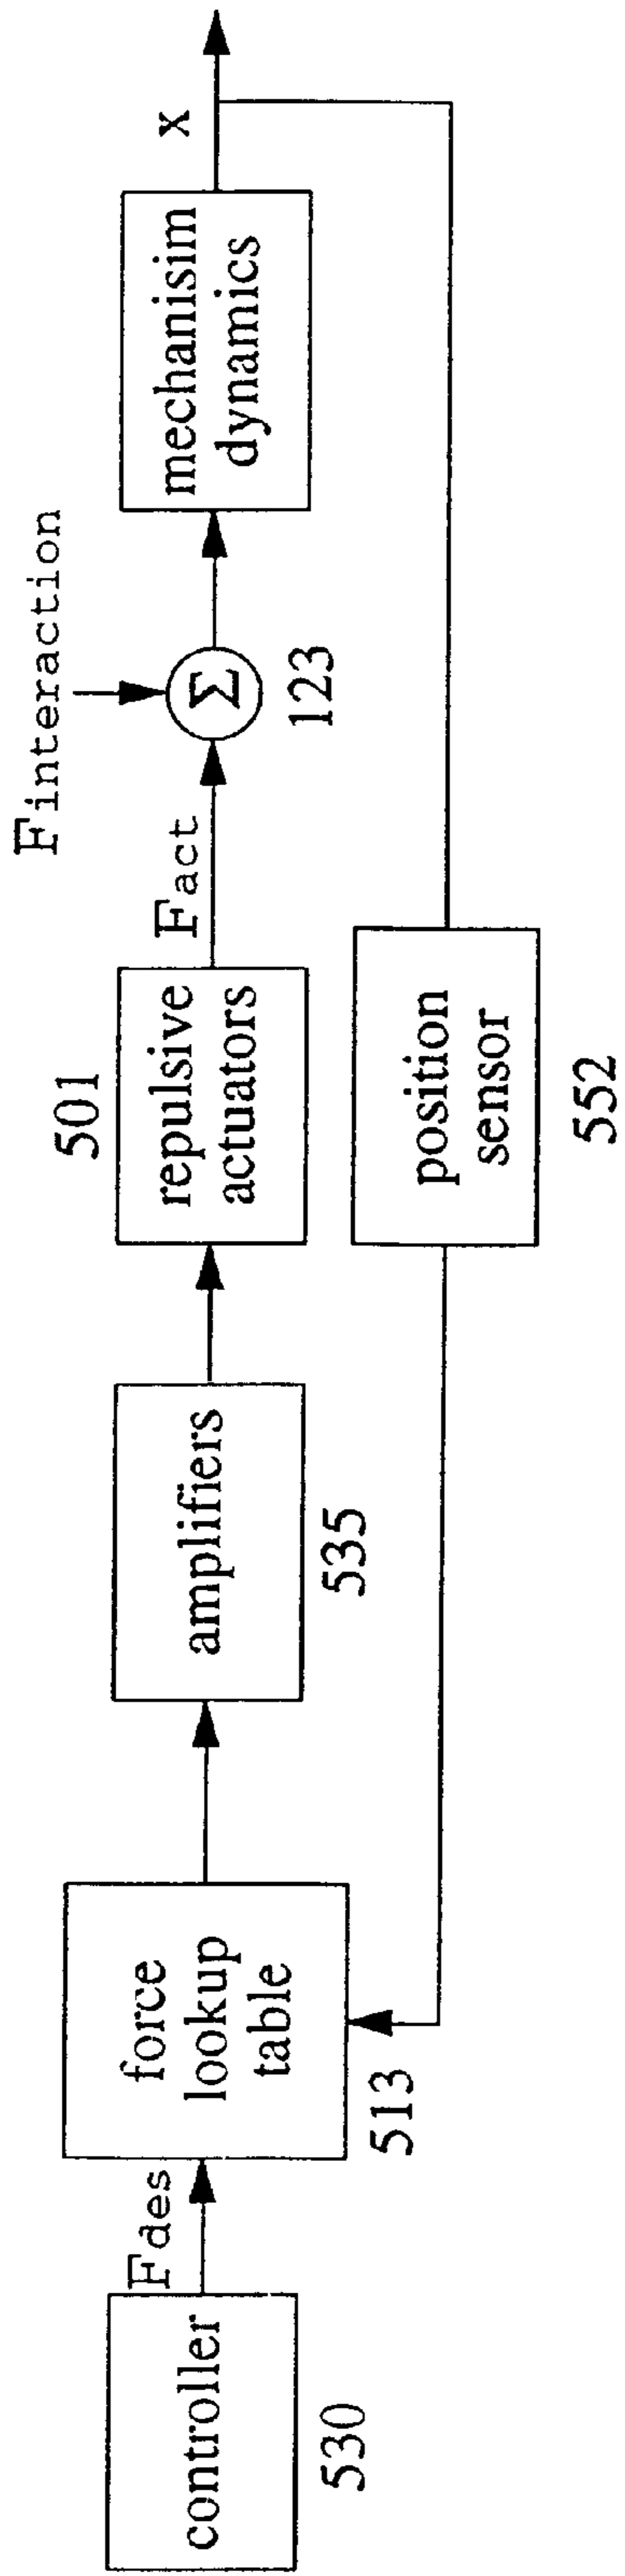 controller
530
Fdes
force
lookup
table
513
amplifiers
535
repulsive
actuators
501
Fact
Finteraction
Σ
123
mechanisim
dynamics
x
position
sensor
552